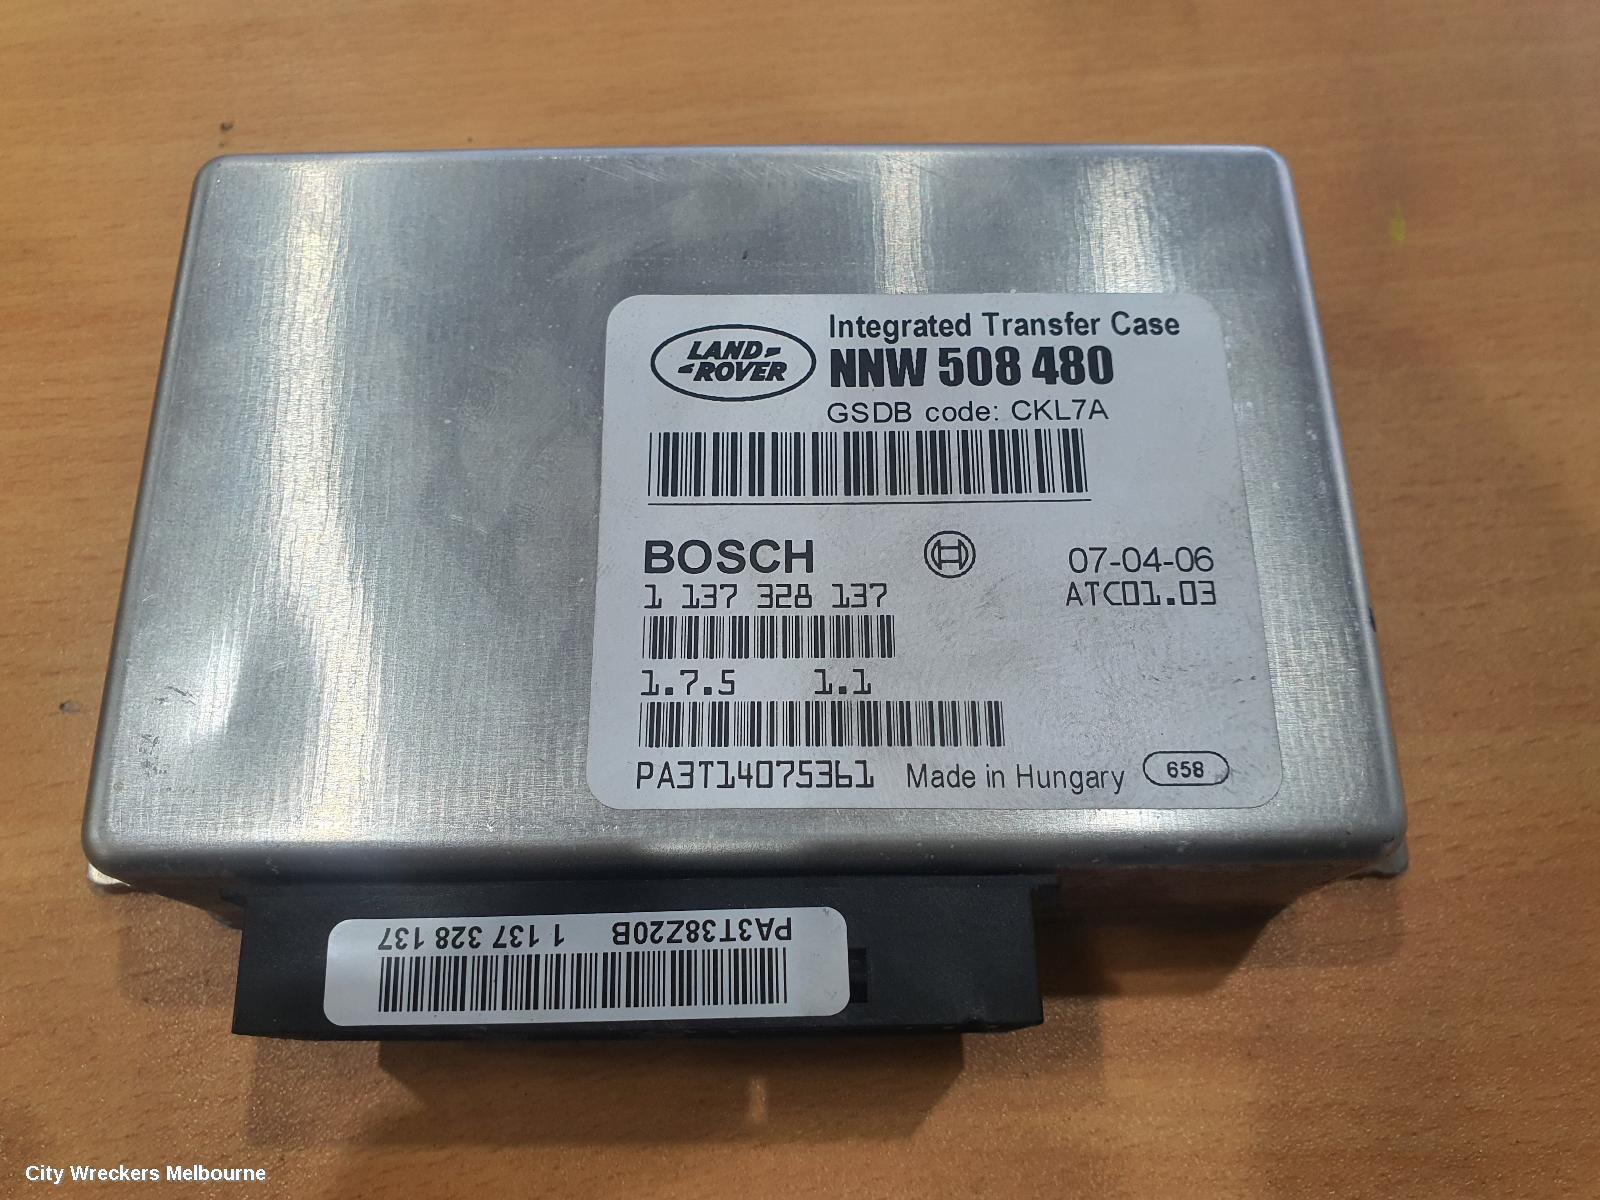 LAND-
-ROVER
Integrated Transfer Case
NNW 508 480
GSDB code: CKL7A
BOSCH
07-04-06
1 137 328 137
ATC01.03
1.7.5 1.1
PA3T14075361
Made in Hungary
658
PA3T38Z20B 1 137 328 137
City Wreckers Melbourne